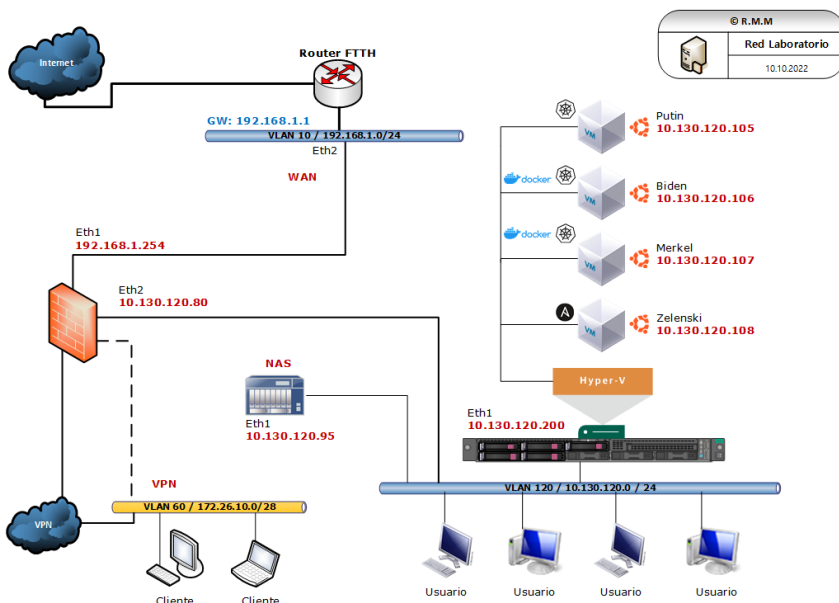 © R.M.M
Red Laboratorio
10.10.2022
Internet
Router FTTH
GW: 192.168.1.1
VLAN 10 / 192.168.1.0/24
Eth2
WAN
Eth1
192.168.1.254
Eth2
10.130.120.80
Putin
10.130.120.105
VM
docker
Biden
10.130.120.106
VM
docker
Merkel
10.130.120.107
VM
A
Zelenski
10.130.120.108
VM
Hyper-V
NAS
Eth1
10.130.120.95
Eth1
10.130.120.200
VPN
VLAN 60 / 172.26.10.0/28
VPN
VLAN 120 / 10.130.120.0 / 24
Cliente
Cliente
Usuario
Usuario
Usuario
Usuario